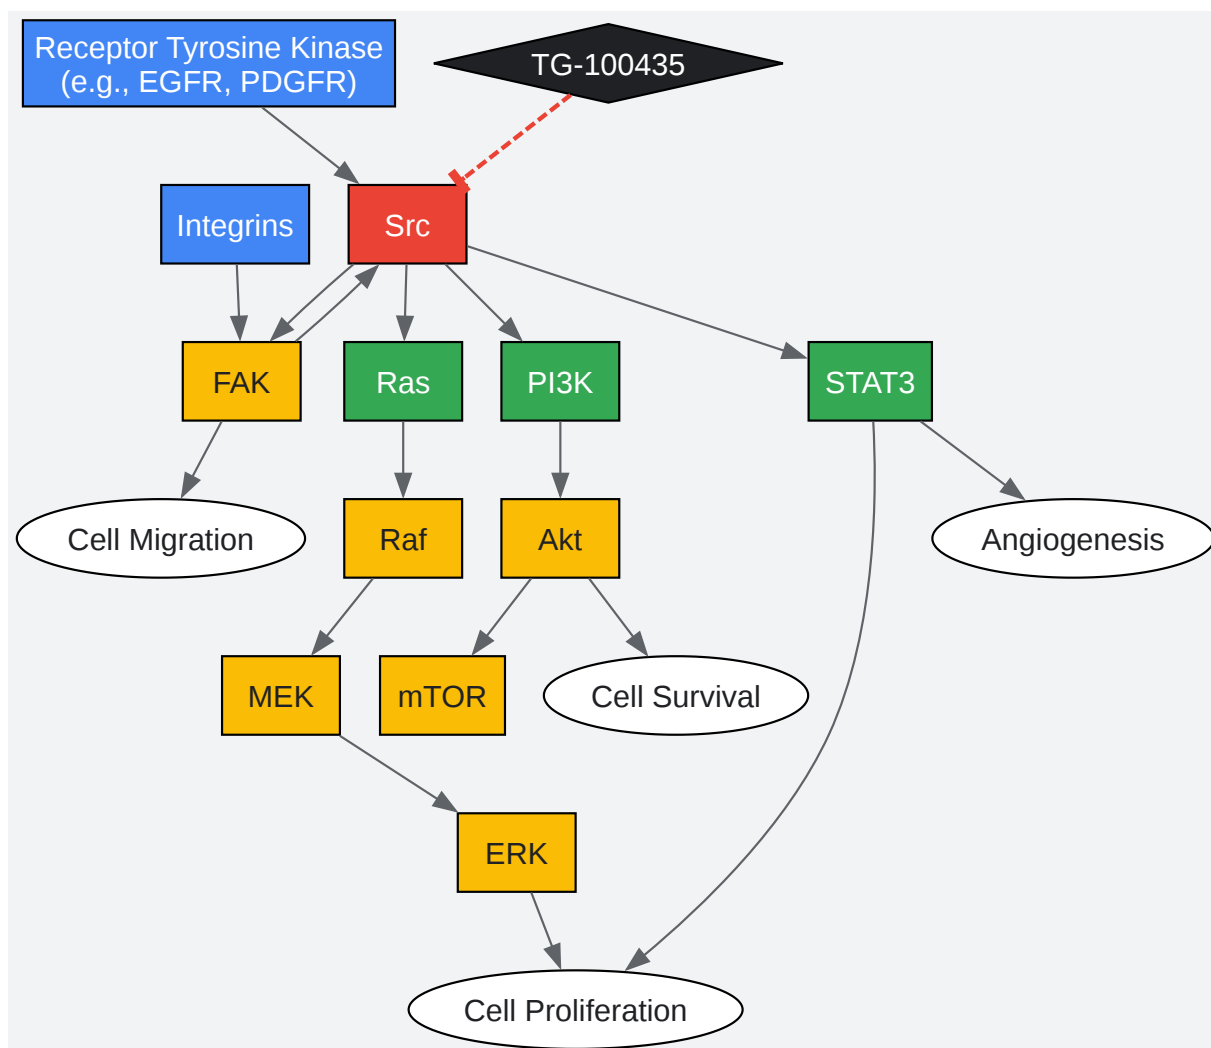 Receptor Tyrosine Kinase
(e.g., EGFR, PDGFR)
TG-100435
Integrins
Src
FAK
Ras
PI3K
STAT3
Cell Migration
Raf
Akt
Angiogenesis
MEK
mTOR
Cell Survival
ERK
Cell Proliferation